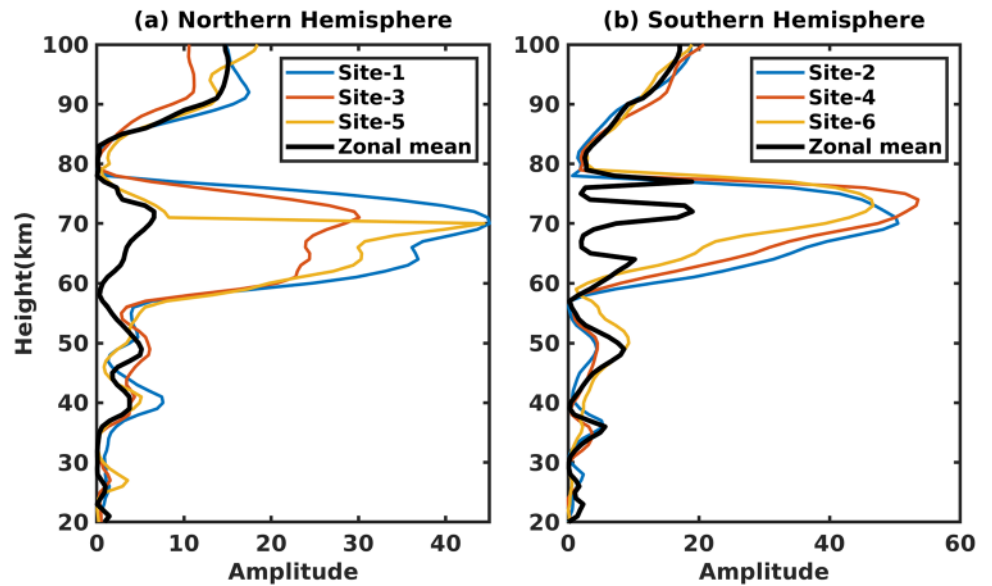 (a) Northern Hemisphere
100
90
80
70
60
50
40
30
20
0
10
20
30
40
Height(km)
Amplitude
Site-1
Site-3
Site-5
Zonal mean
(b) Southern Hemisphere
100
90
80
70
60
50
40
30
20
0
20
40
60
Amplitude
Site-2
Site-4
Site-6
Zonal mean